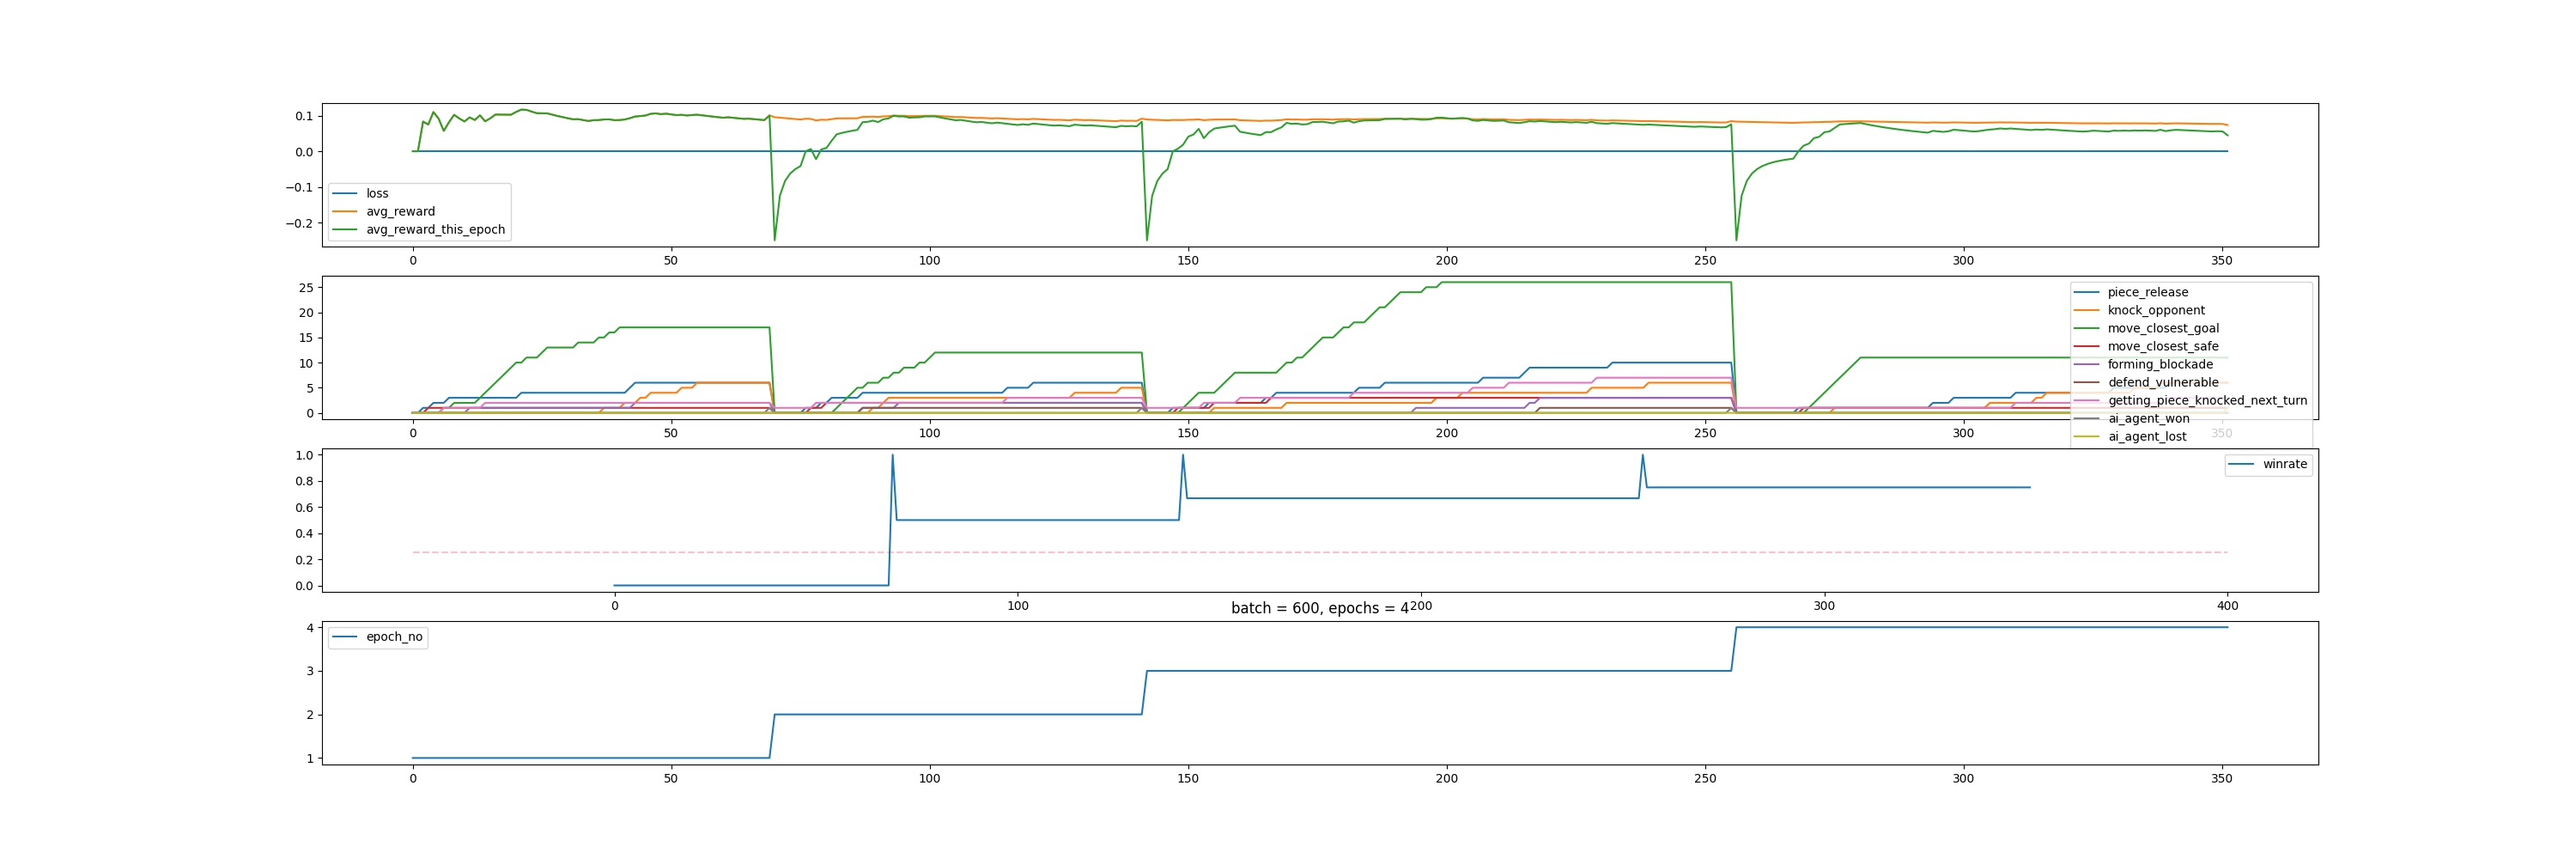 0.1
0.0
−0.1
−0.2
loss
avg_reward
avg_reward_this_epoch
0 50 100 150 200 250 300 350
25
20
15
10
5
0
piece_release
knock_opponent
move_closest_goal
move_closest_safe
forming_blockade
defend_vulnerable
getting_piece_knocked_next_turn
ai_agent_won
ai_agent_lost
0 50 100 150 200 250 300 350
1.0
0.8
0.6
0.4
0.2
0.0
winrate
0 100 200 300 400
batch = 600, epochs = 4
4
3
2
1
epoch_no
0 50 100 150 200 250 300 350